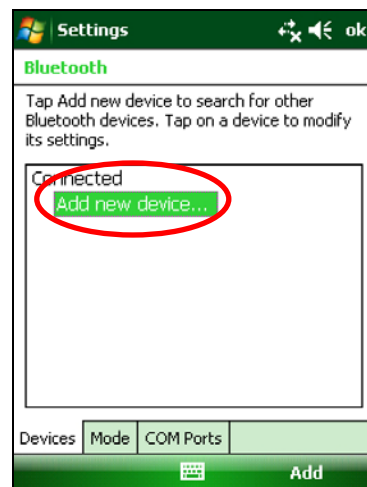 Settings
ok
Bluetooth
Tap Add new device to search for other
Bluetooth devices. Tap on a device to modify
its settings.
Connected
Add new device...
Devices Mode COM Ports
Add